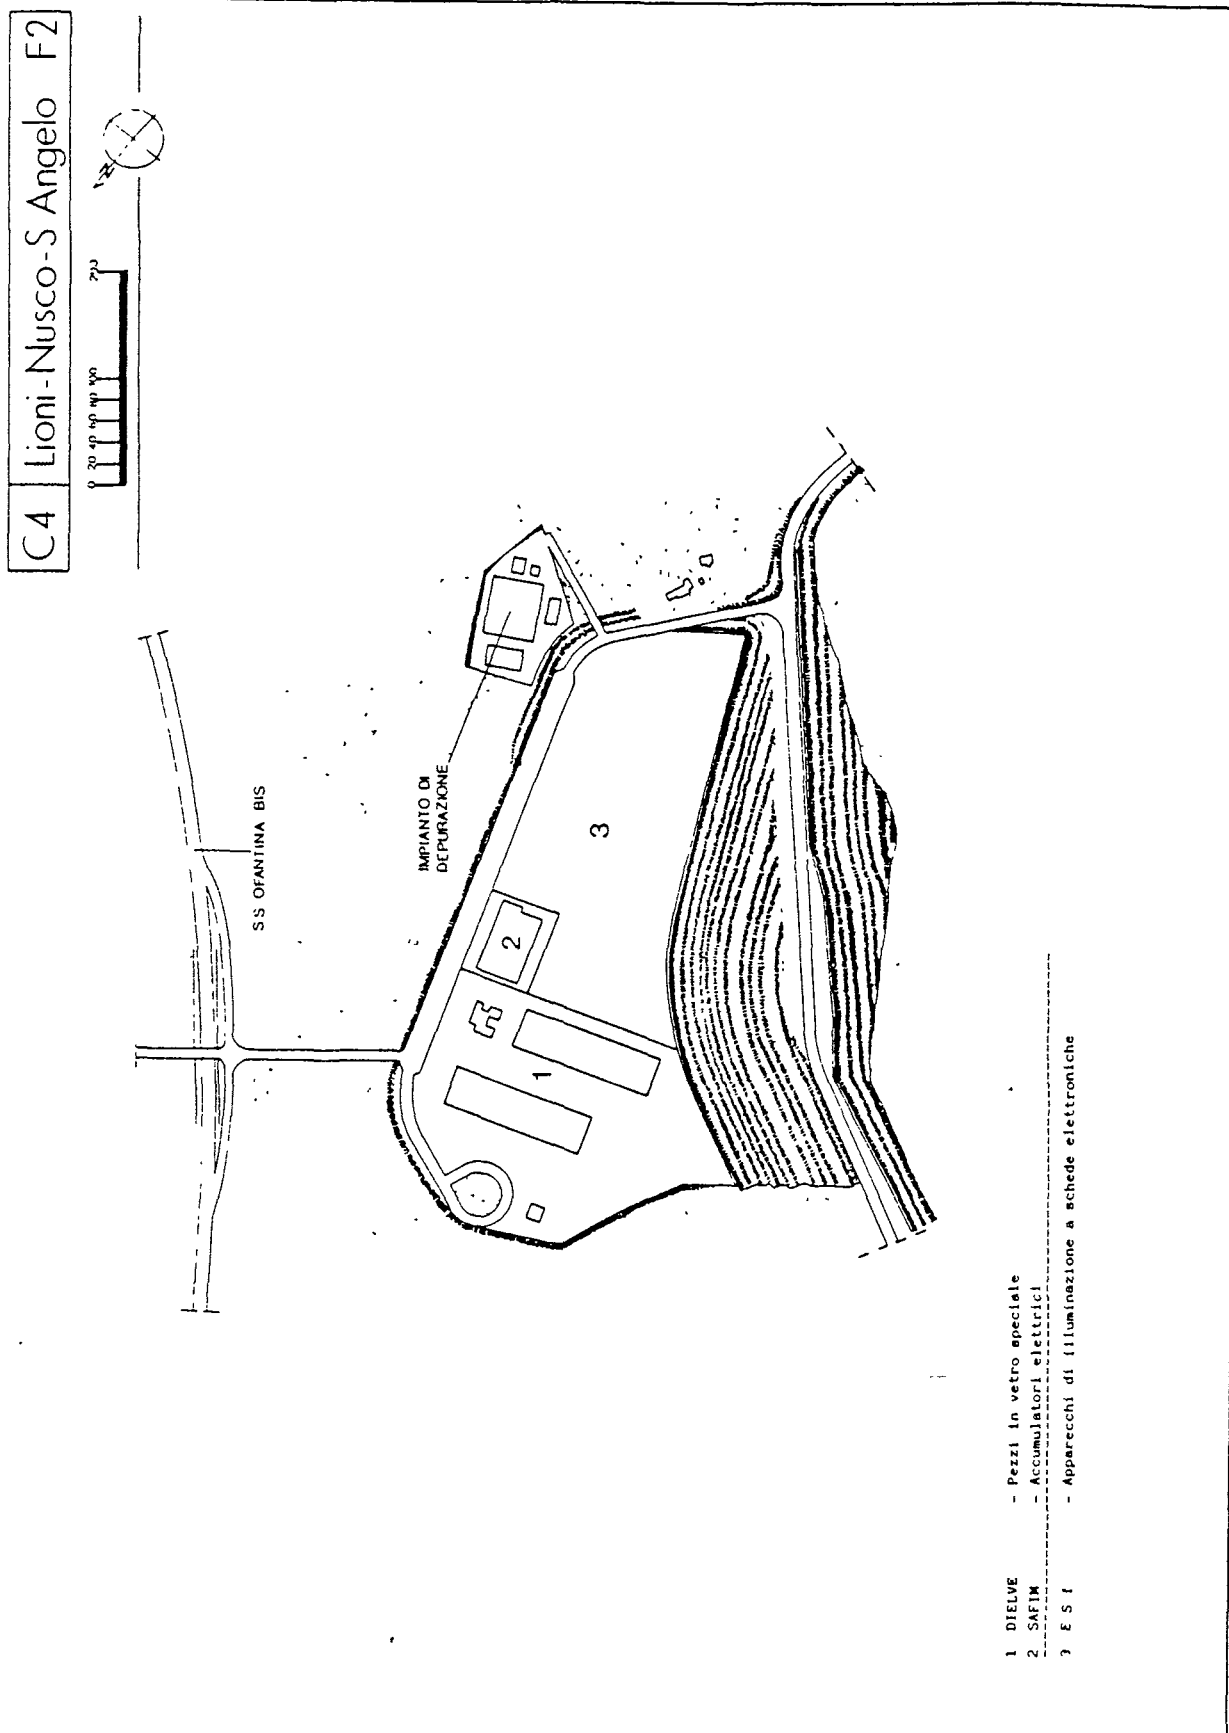 C4 Lioni-Nusco-S Angelo F2
0 20 40 60 80 100 200
N
S S OFANTINA BIS
IMPIANTO DI
DEPURAZIONE
1
2
3
1 DIELVE - Pezzi in vetro speciale
2 SAFIM - Accumulatori elettrici
3 E S I - Apparecchi di illuminazione a schede elettroniche